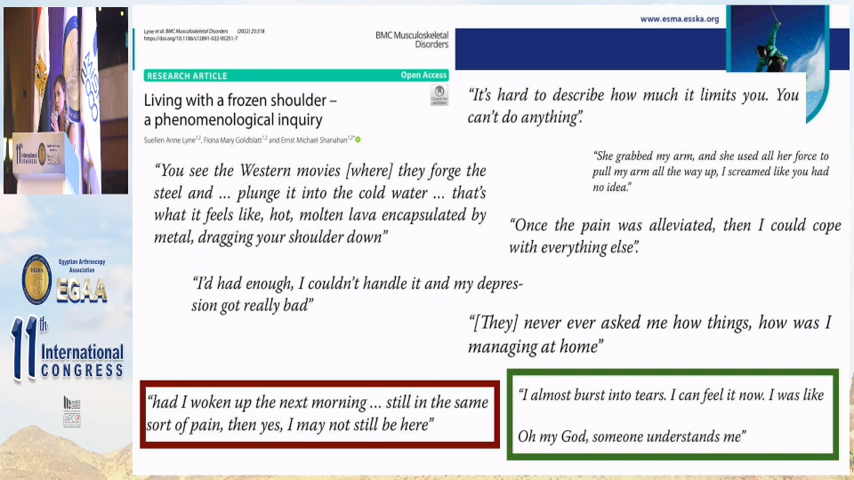 www.esma.esska.org
Lyne et al. BMC Musculoskeletal Disorders (2022) 23:318
https://doi.org/10.1186/s12891-022-05251-7
BMC Musculoskeletal
Disorders
RESEARCH ARTICLE
Open Access
Living with a frozen shoulder –
a phenomenological inquiry
Suellen Anne Lyne1,2, Fiona Mary Goldblatt1,2 and Ernst Michael Shanahan1,2*
“It’s hard to describe how much it limits you. You
can’t do anything”.
“She grabbed my arm, and she used all her force to
pull my arm all the way up, I screamed like you had
no idea.”
“You see the Western movies [where] they forge the
steel and … plunge it into the cold water … that’s
what it feels like, hot, molten lava encapsulated by
metal, dragging your shoulder down”
“Once the pain was alleviated, then I could cope
with everything else”.
“I’d had enough, I couldn’t handle it and my depres-
sion got really bad”
“[They] never ever asked me how things, how was I
managing at home”
“had I woken up the next morning … still in the same
sort of pain, then yes, I may not still be here”
“I almost burst into tears. I can feel it now. I was like
Oh my God, someone understands me”
Egyptian Arthroscopy
Association
EGAA
11th
International
CONGRESS